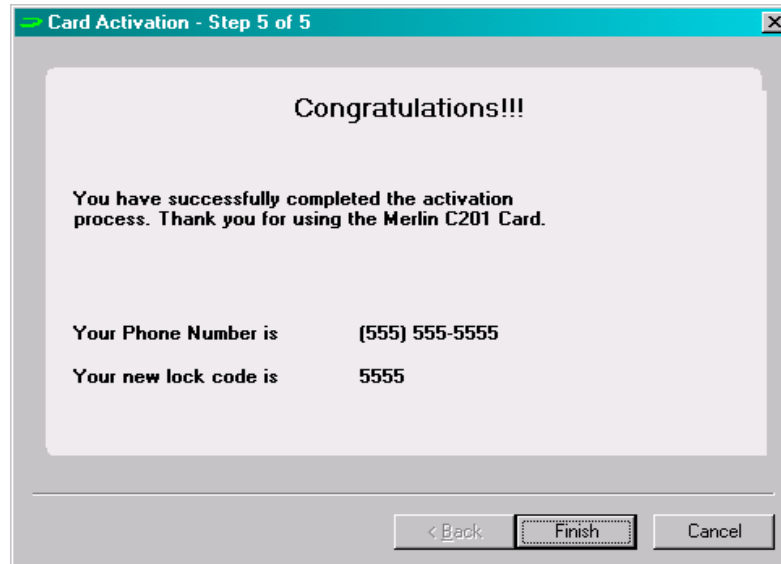 Card Activation - Step 5 of 5
Congratulations!!!
You have successfully completed the activation
process. Thank you for using the Merlin C201 Card.
Your Phone Number is (555) 555-5555
Your new lock code is 5555
< Back Finish Cancel